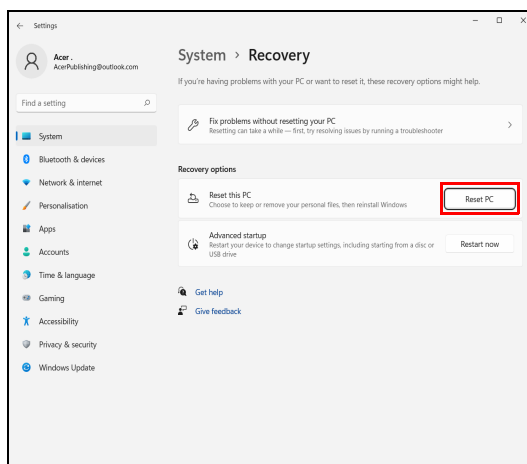 Settings
Acer .
AcerPublishing@outlook.com
Find a setting
System
Bluetooth & devices
Network & internet
Personalisation
Apps
Accounts
Time & language
Gaming
Accessibility
Privacy & security
Windows Update
System > Recovery
If you're having problems with your PC or want to reset it, these recovery options might help.
Fix problems without resetting your PC
Resetting can take a while — first, try resolving issues by running a troubleshooter
Recovery options
Reset this PC
Choose to keep or remove your personal files, then reinstall Windows
Reset PC
Advanced startup
Restart your device to change startup settings, including starting from a disc or
USB drive
Restart now
Get help
Give feedback